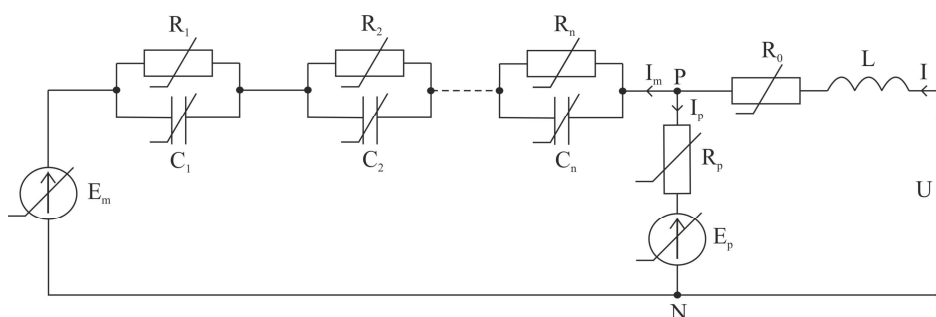 R₁
R₂
Rₙ
R₀
L
I
Iₘ
P
Iₚ
C₁
C₂
Cₙ
Rₚ
Eₘ
U
Eₚ
N